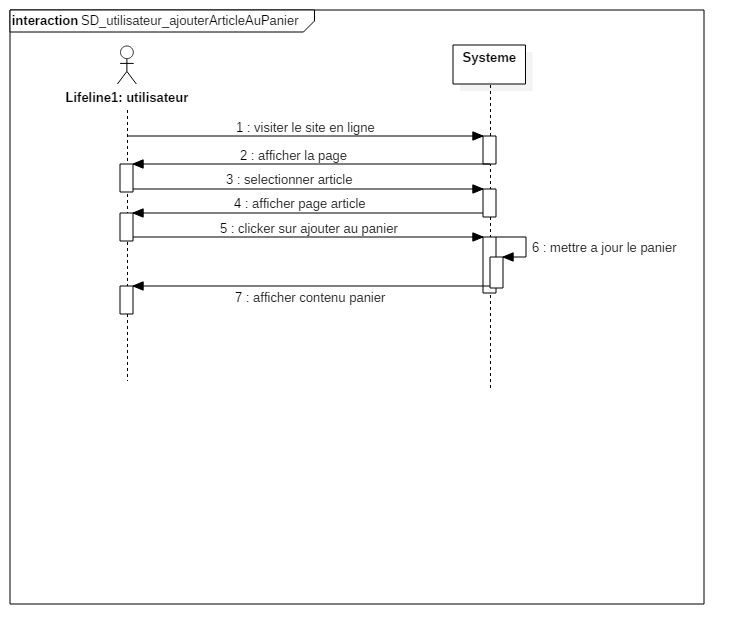 interaction SD_utilisateur_ajouterArticleAuPanier
Systeme
Lifeline1: utilisateur
1 : visiter le site en ligne
2 : afficher la page
3 : selectionner article
4 : afficher page article
5 : clicker sur ajouter au panier
6 : mettre a jour le panier
7 : afficher contenu panier